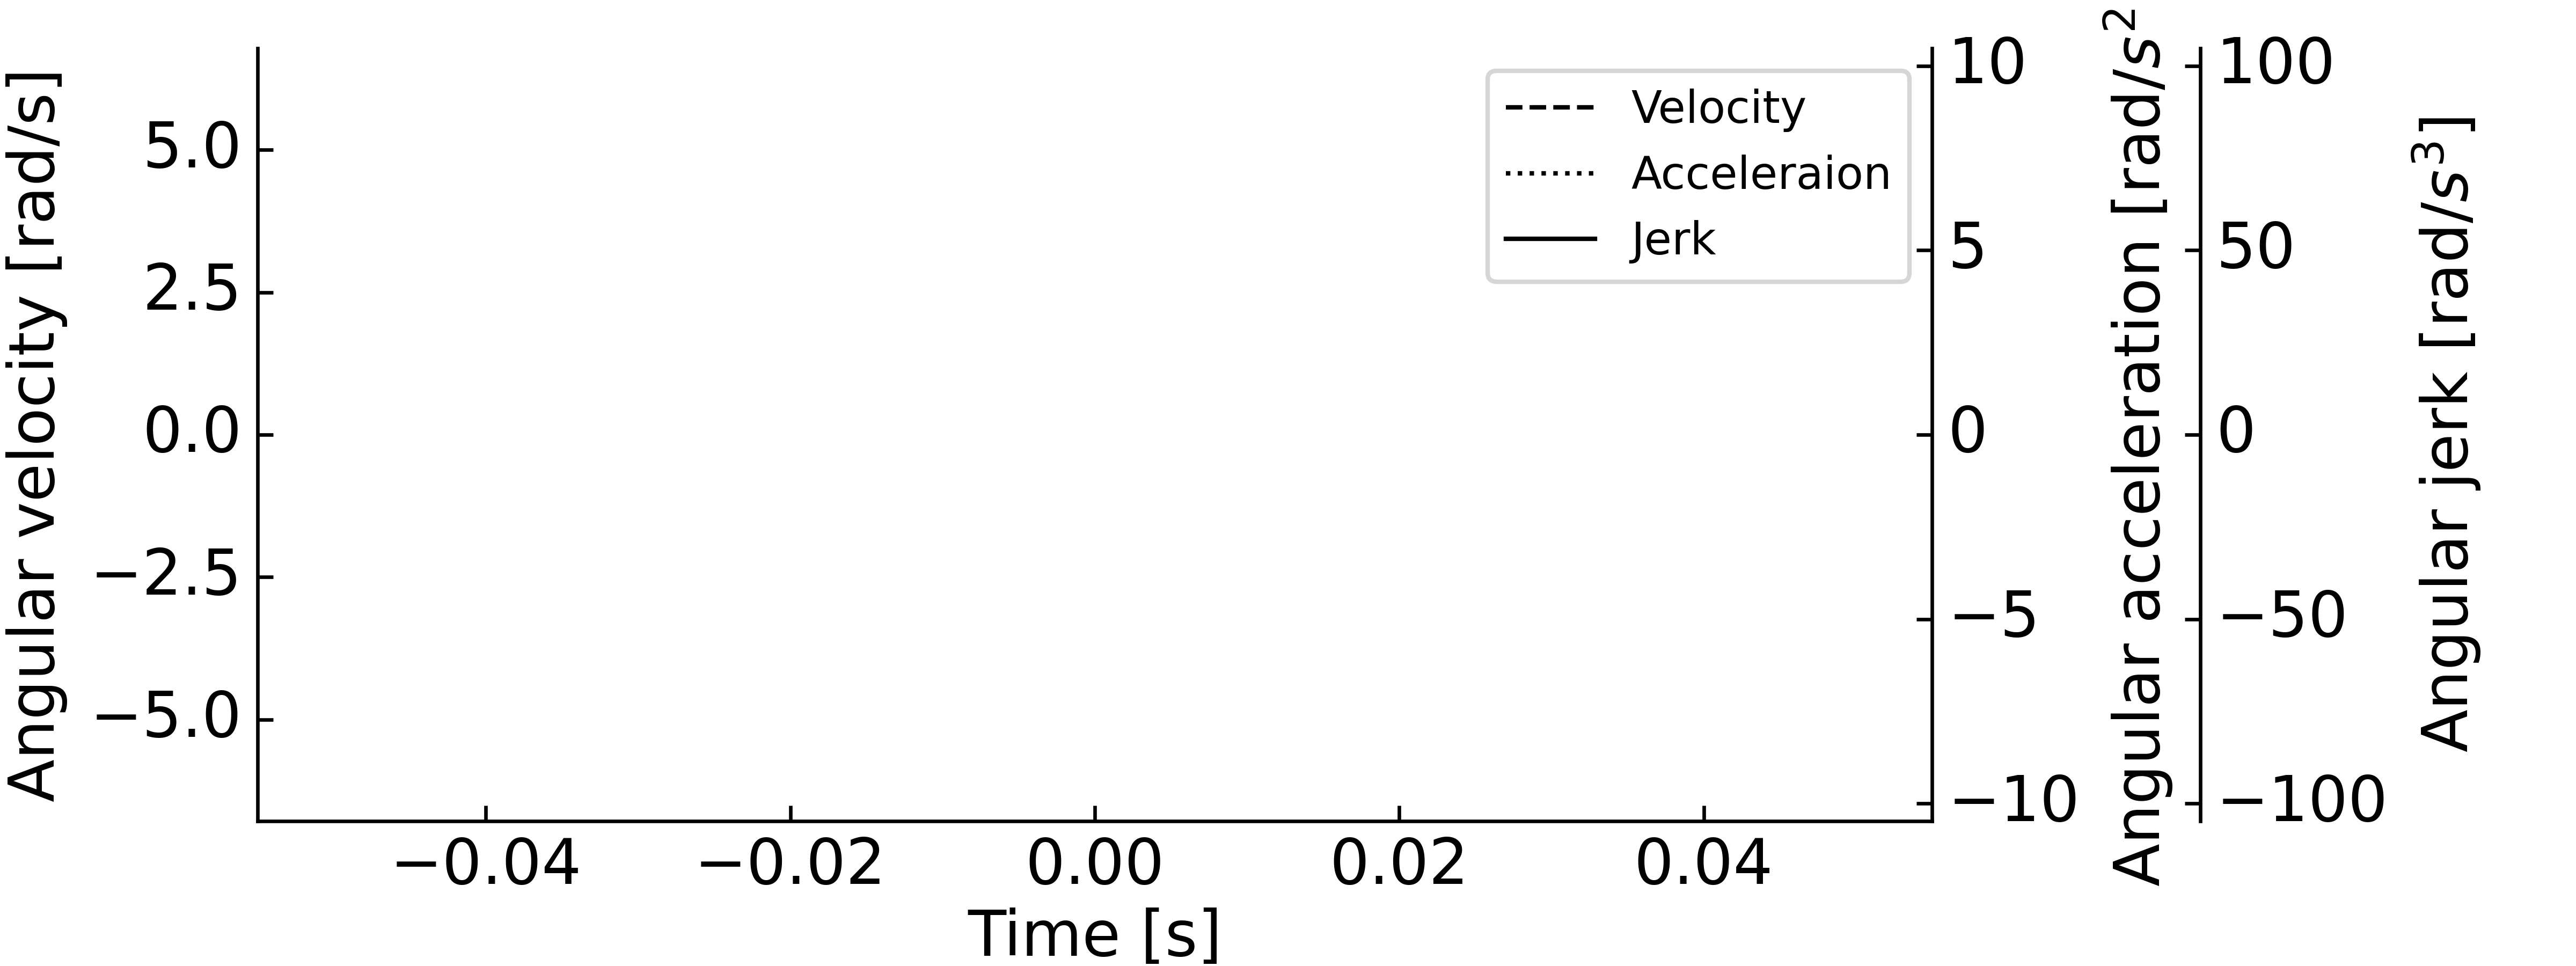 Angular velocity [rad/s]
5.0
2.5
0.0
−2.5
−5.0
−0.04
−0.02
0.00
0.02
0.04
Time [s]
Velocity
Acceleraion
Jerk
10
5
0
−5
−10
Angular acceleration [rad/s²
100
50
0
−50
−100
Angular jerk [rad/s³]